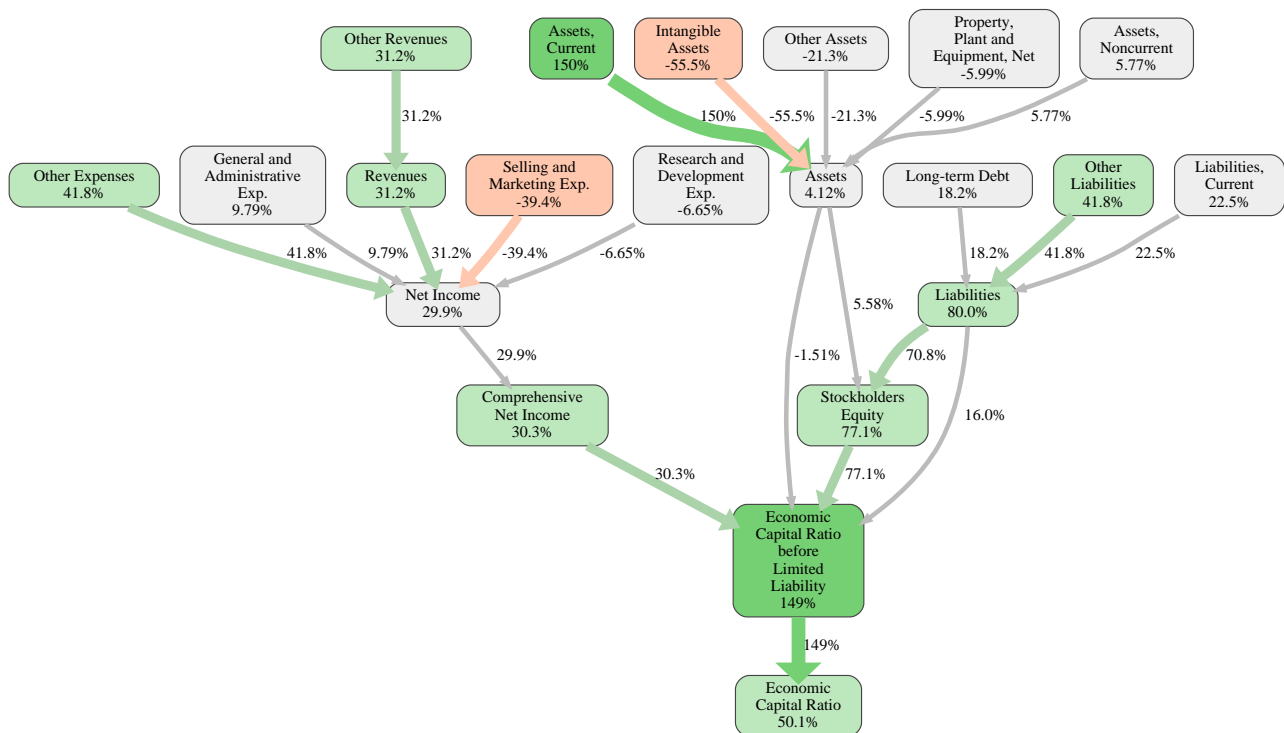 Other Revenues
31.2%
Assets,
Current
150%
Intangible
Assets
-55.5%
Other Assets
-21.3%
Property,
Plant and
Equipment, Net
-5.99%
Assets,
Noncurrent
5.77%
31.2%
150%
-55.5%
-21.3%
-5.99%
5.77%
Other Expenses
41.8%
General and
Administrative
Exp.
9.79%
Revenues
31.2%
Selling and
Marketing Exp.
-39.4%
Research and
Development
Exp.
-6.65%
Assets
4.12%
Long-term Debt
18.2%
Other
Liabilities
41.8%
Liabilities,
Current
22.5%
41.8%
9.79%
31.2%
-39.4%
-6.65%
18.2%
41.8%
22.5%
Net Income
29.9%
Liabilities
80.0%
5.58%
29.9%
-1.51%
70.8%
Comprehensive
Net Income
30.3%
Stockholders
Equity
77.1%
16.0%
30.3%
77.1%
Economic
Capital Ratio
before
Limited
Liability
149%
149%
Economic
Capital Ratio
50.1%